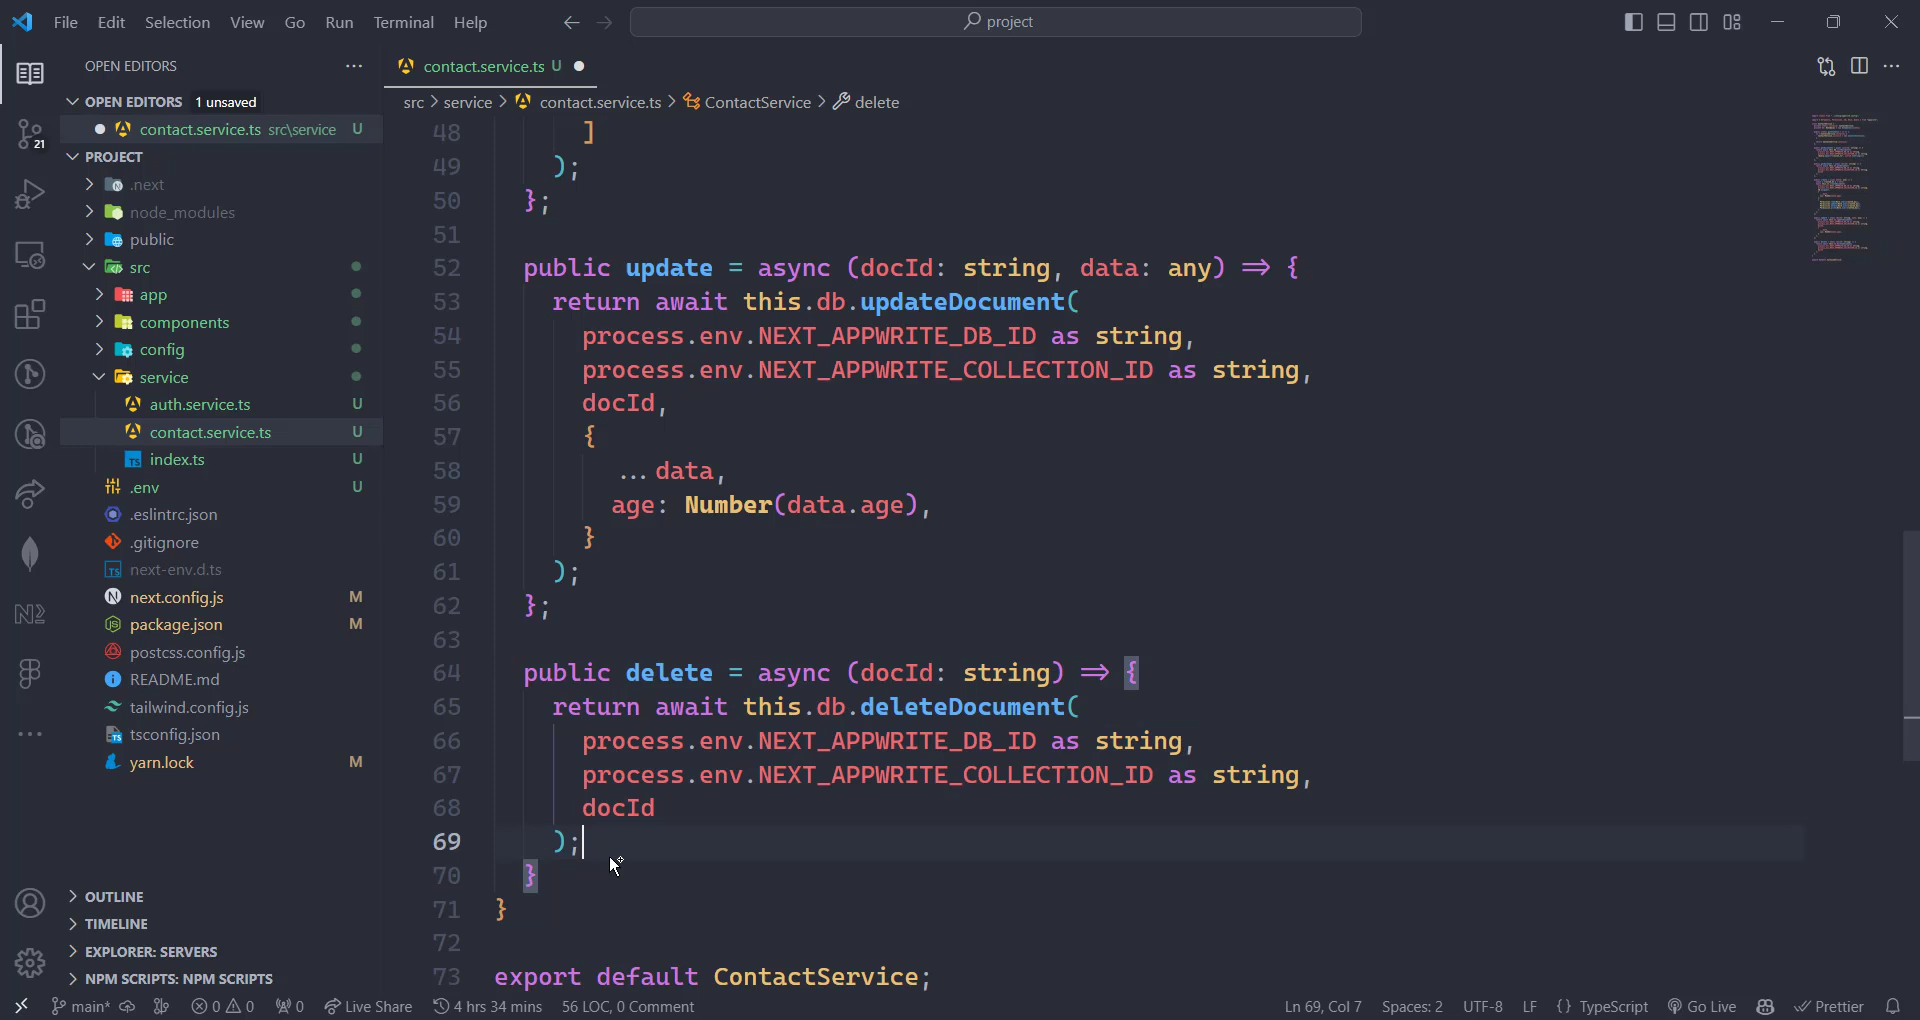 File Edit Selection View Go Run Terminal Help
project
OPEN EDITORS
OPEN EDITORS 1 unsaved
contact.service.ts src\service U
PROJECT
.next
node_modules
public
src
app
components
config
service
auth.service.ts U
contact.service.ts U
index.ts U
.env U
.eslintrc.json
.gitignore
next-env.d.ts
next.config.js M
package.json M
postcss.config.js
README.md
tailwind.config.js
tsconfig.json
yarn.lock M
OUTLINE
TIMELINE
EXPLORER: SERVERS
NPM SCRIPTS: NPM SCRIPTS
21
contact.service.ts U
src > service > contact.service.ts > ContactService > delete
48 ]
49 );
50 };
51
52 public update = async (docId: string, data: any) => {
53 return await this.db.updateDocument(
54 process.env.NEXT_APPWRITE_DB_ID as string,
55 process.env.NEXT_APPWRITE_COLLECTION_ID as string,
56 docId,
57 {
58 ...data,
59 age: Number(data.age),
60 }
61 );
62 };
63
64 public delete = async (docId: string) => {
65 return await this.db.deleteDocument(
66 process.env.NEXT_APPWRITE_DB_ID as string,
67 process.env.NEXT_APPWRITE_COLLECTION_ID as string,
68 docId
69 );
70 }
71 }
72
73 export default ContactService;
main* 0 0 0 Live Share 4 hrs 34 mins 56 LOC, 0 Comment Ln 69, Col 7 Spaces: 2 UTF-8 LF {} TypeScript Go Live Prettier